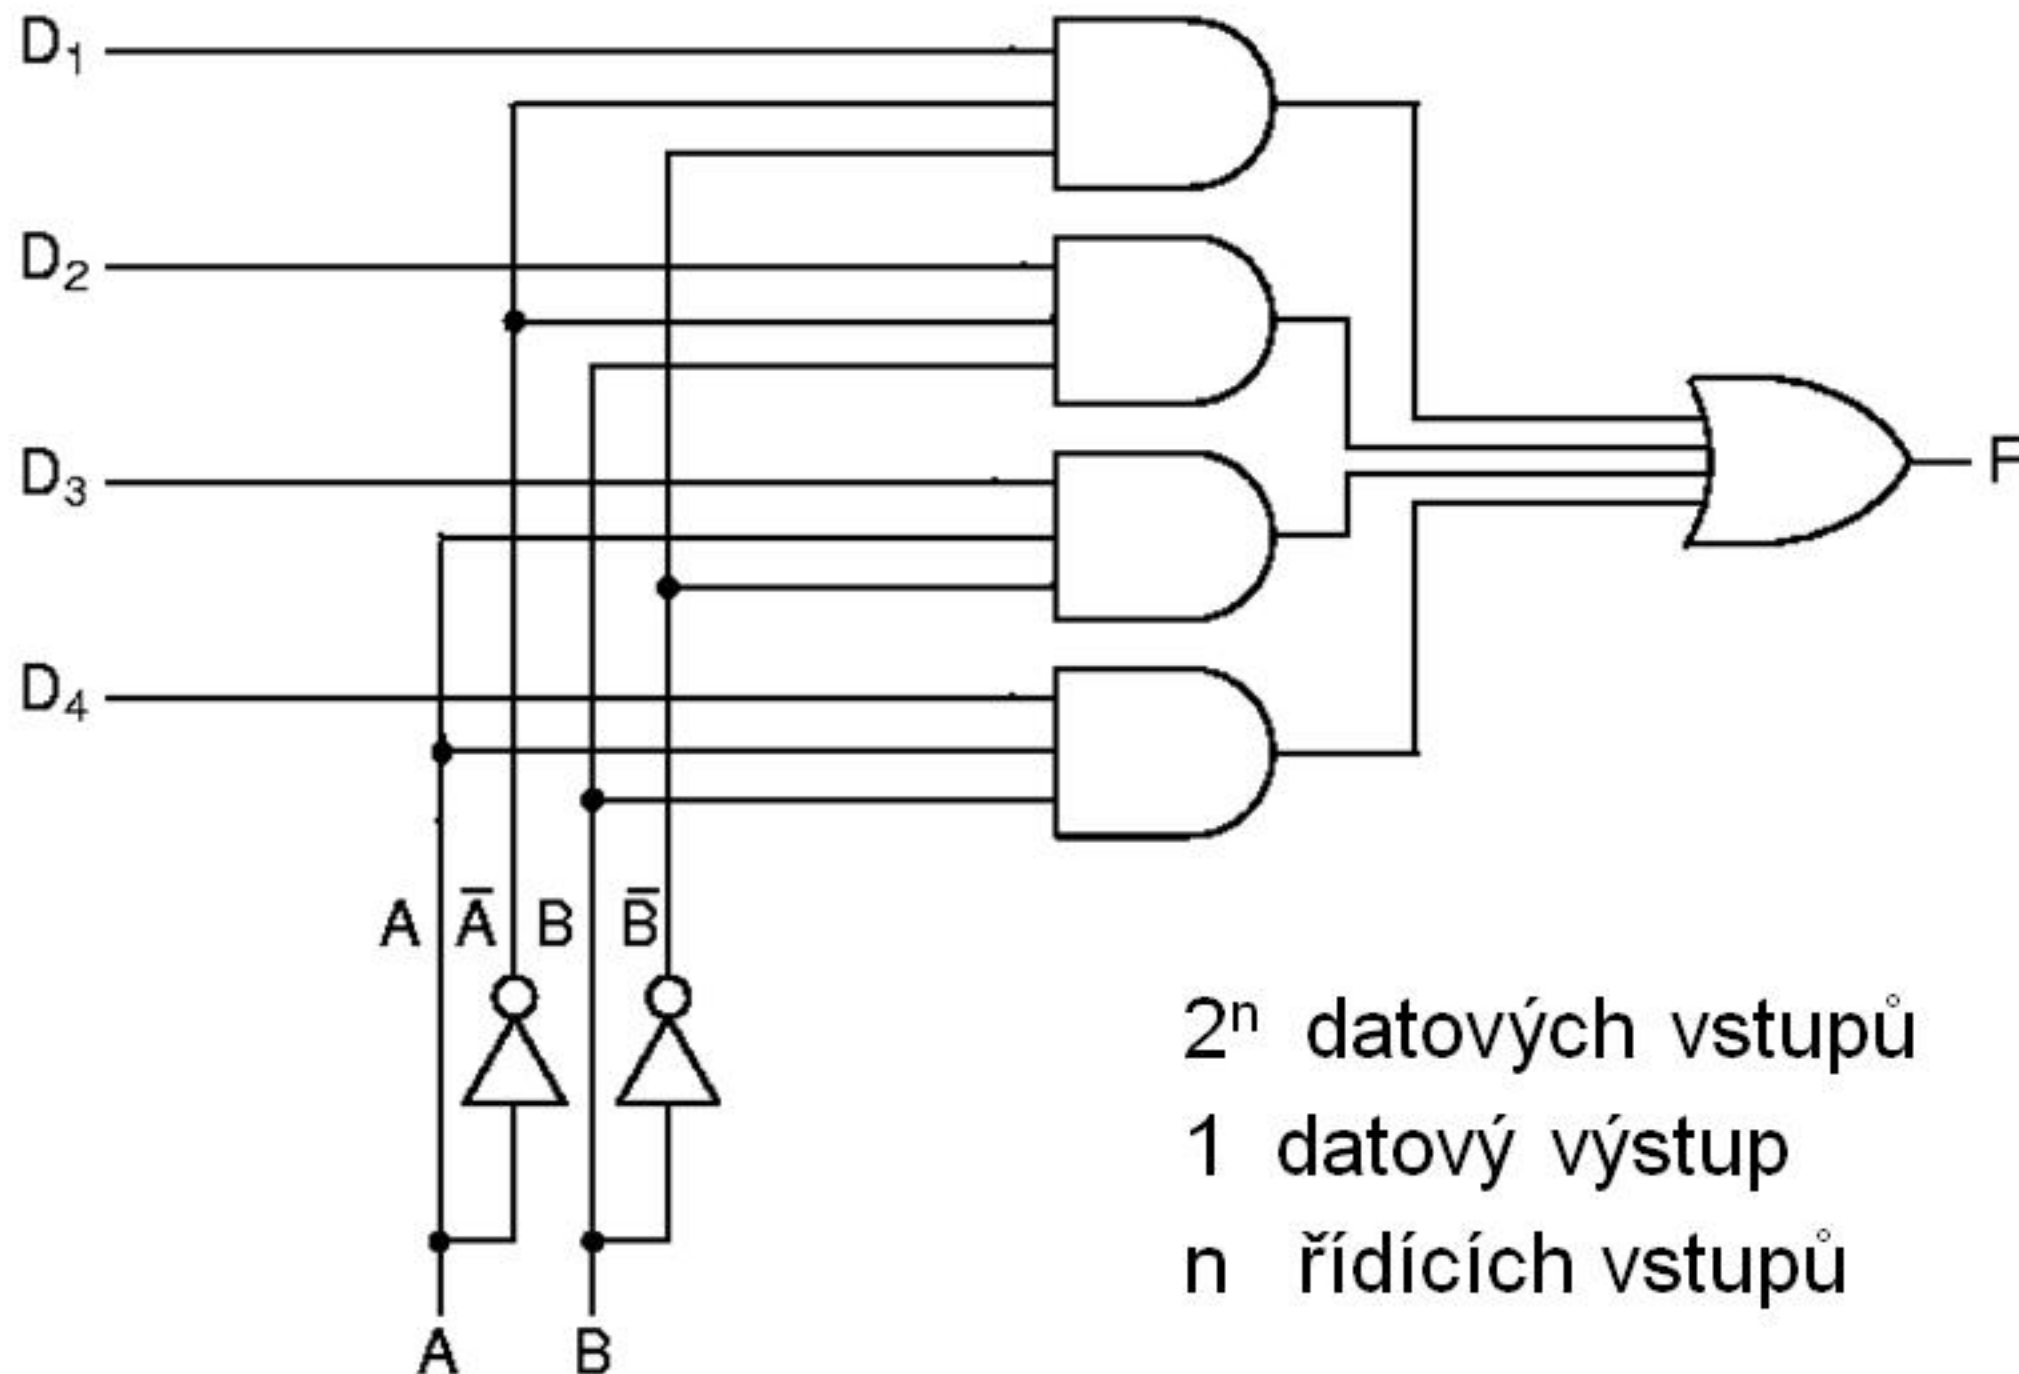 D₁
D₂
D₃
D₄
F
A A̅ B B̅
2ⁿ datových vstupů
1 datový výstup
n řídících vstupů
A B